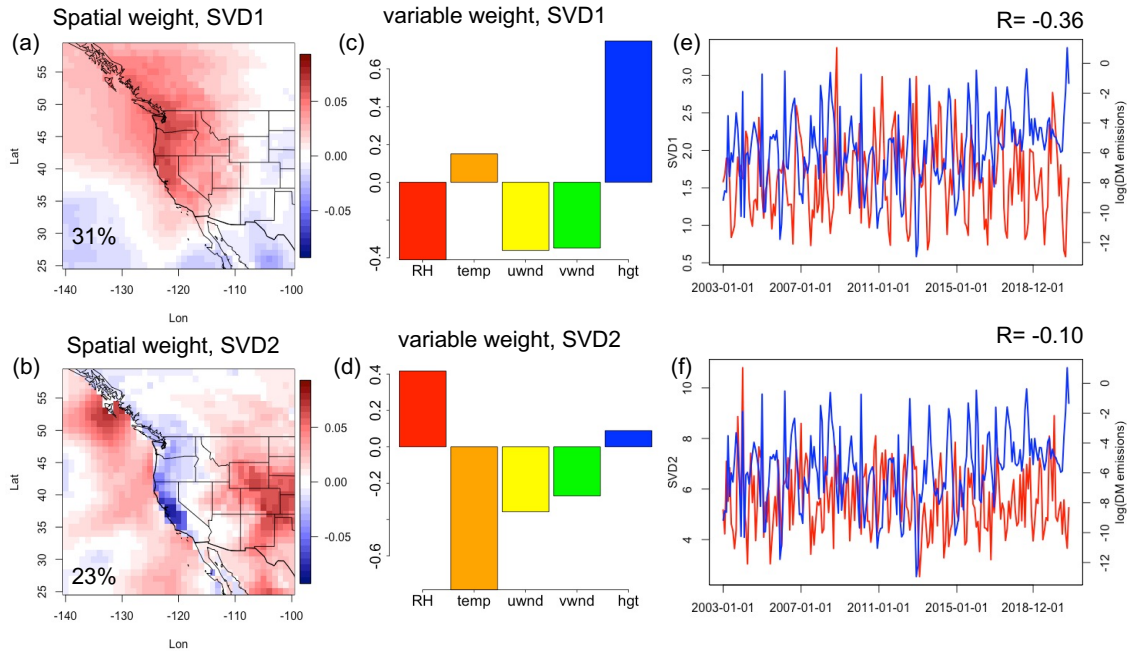 Spatial weight, SVD1
(a)
Lat
55
50
45
40
35
30
25
31%
-140
-130
-120
-110
-100
Lon
0.05
0.00
-0.05
variable weight, SVD1
(c)
0.6
0.4
0.2
0.0
-0.4
RH
temp
uwnd
vwnd
hgt
R= -0.36
(e)
SVD1
3.0
2.5
2.0
1.5
1.0
0.5
0
-2
-4
-6
-8
-10
-12
log(DM emissions)
2003-01-01
2007-01-01
2011-01-01
2015-01-01
2018-12-01
Spatial weight, SVD2
(b)
Lat
55
50
45
40
35
30
25
23%
-140
-130
-120
-110
-100
Lon
0.05
0.00
-0.05
variable weight, SVD2
(d)
0.4
0.2
0.0
-0.2
-0.6
RH
temp
uwnd
vwnd
hgt
R= -0.10
(f)
SVD2
10
8
6
4
0
-2
-4
-6
-8
-10
-12
log(DM emissions)
2003-01-01
2007-01-01
2011-01-01
2015-01-01
2018-12-01